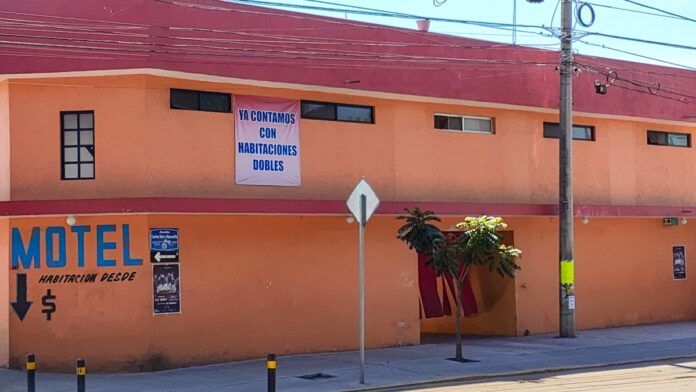 YA CONTAMOS
CON
HABITACIONES
DOBLES
MOTEL
HABITACION DESDE
$